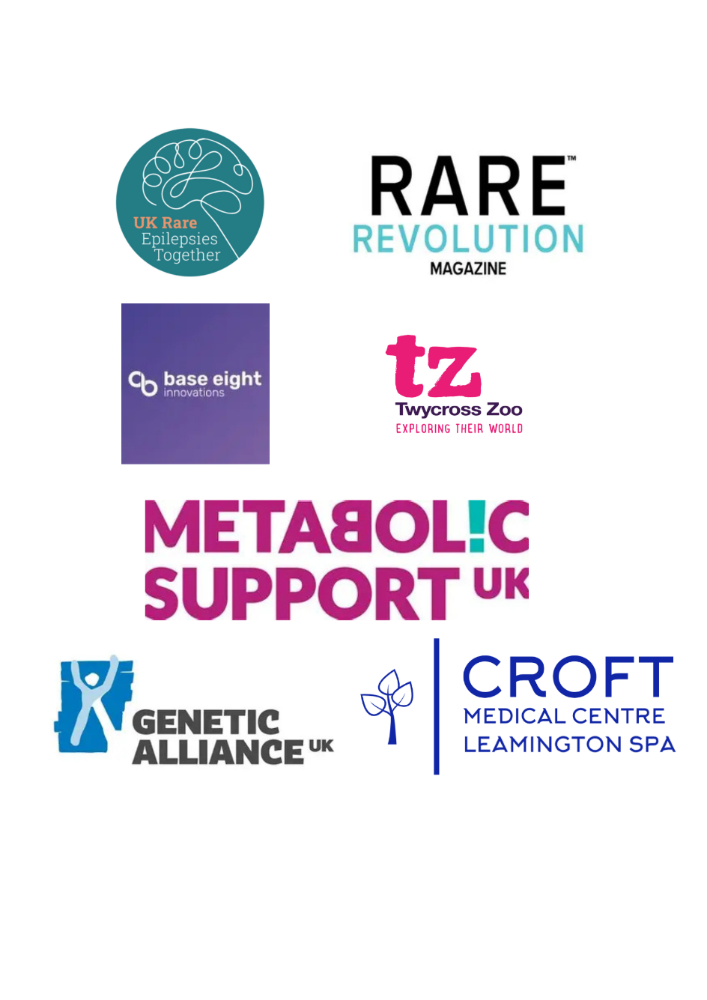 UK Rare
Epilepsies
Together
RARE™
REVOLUTION
MAGAZINE
base eight
innovations
tz
Twycross Zoo
EXPLORING THEIR WORLD
METABOL!C
SUPPORT UK
GENETIC
ALLIANCE UK
CROFT
MEDICAL CENTRE
LEAMINGTON SPA